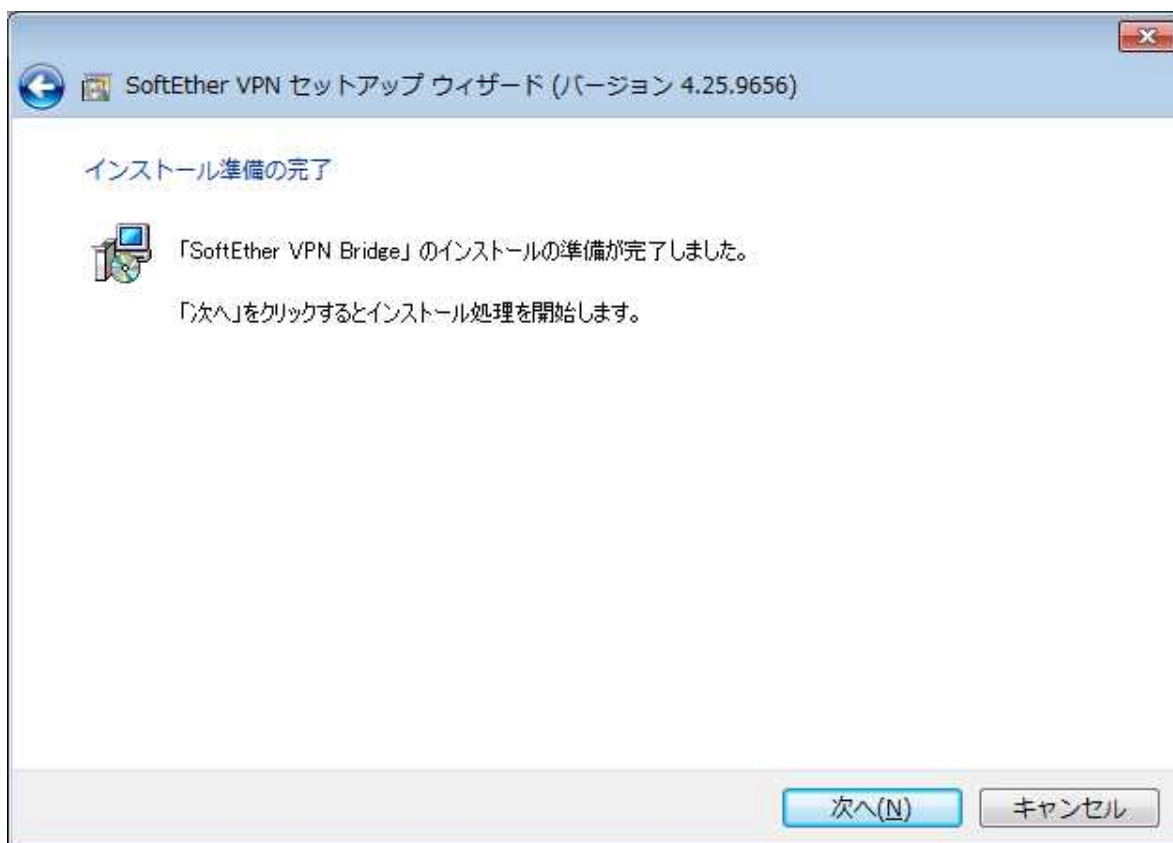 SoftEther VPN セットアップ ウィザード (バージョン 4.25.9656)
インストール準備の完了
「SoftEther VPN Bridge」のインストールの準備が完了しました。
「次へ」をクリックするとインストール処理を開始します。
次へ(N)
キャンセル